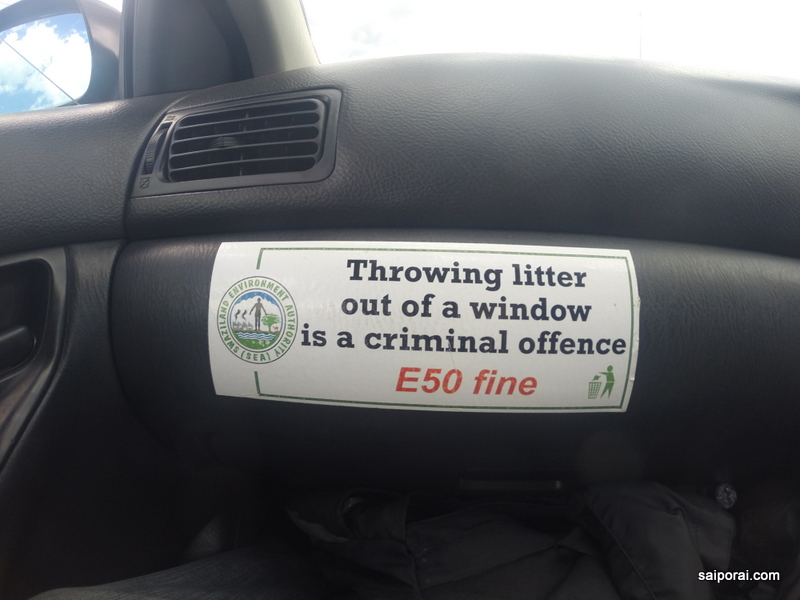 Throwing litter
out of a window
is a criminal offence
E50 fine
SWAZILAND ENVIRONMENT AUTHORITY
(SEA)
saiporai.com